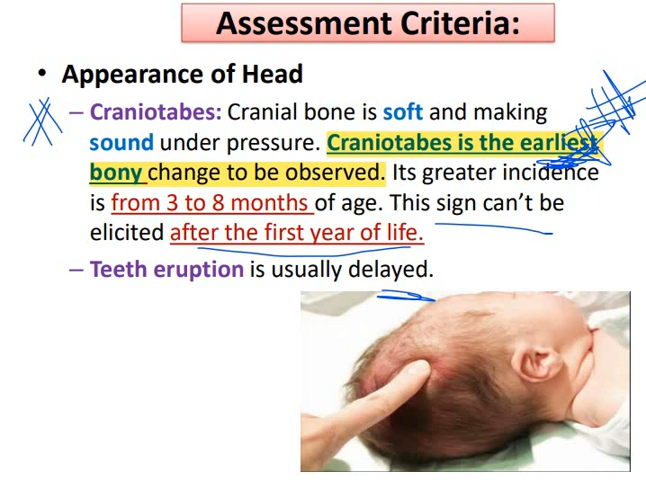 Assessment Criteria:
• Appearance of Head
– Craniotabes: Cranial bone is soft and making
sound under pressure. Craniotabes is the earliest
bony change to be observed. Its greater incidence
is from 3 to 8 months of age. This sign can’t be
elicited after the first year of life.
– Teeth eruption is usually delayed.